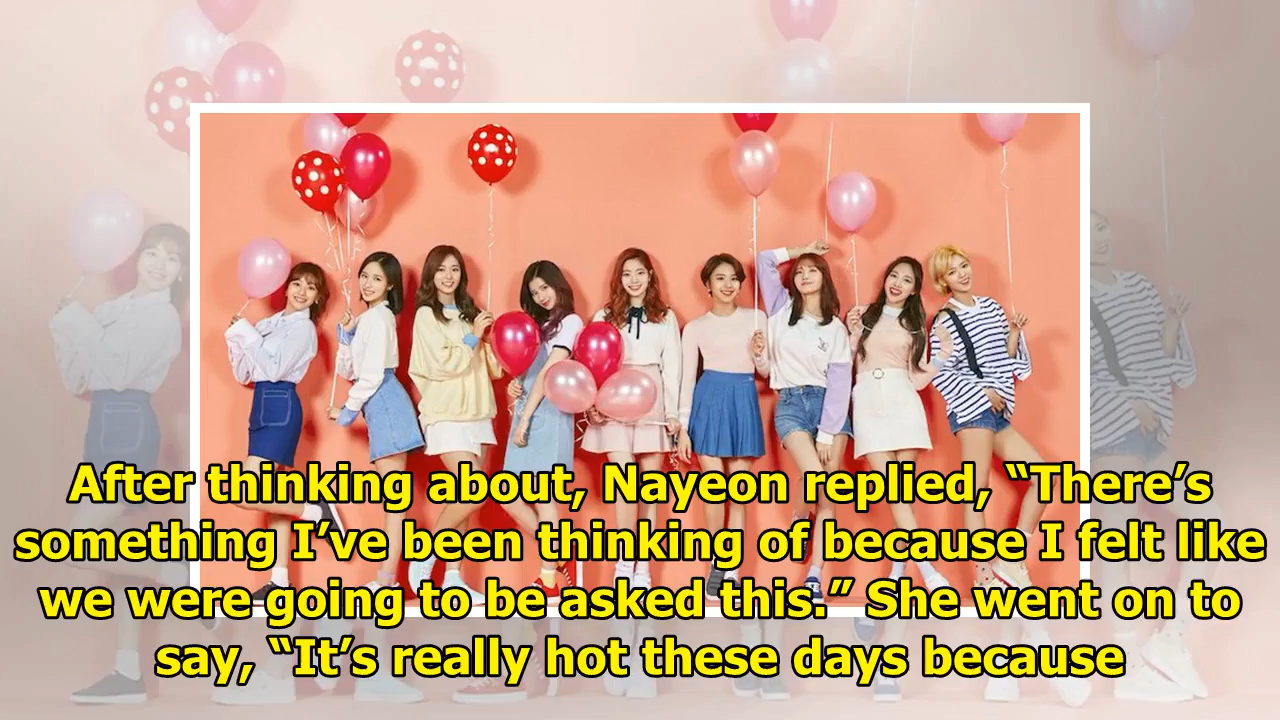 After thinking about, Nayeon replied, “There’s
something I’ve been thinking of because I felt like
we were going to be asked this.” She went on to
say, “It’s really hot these days because